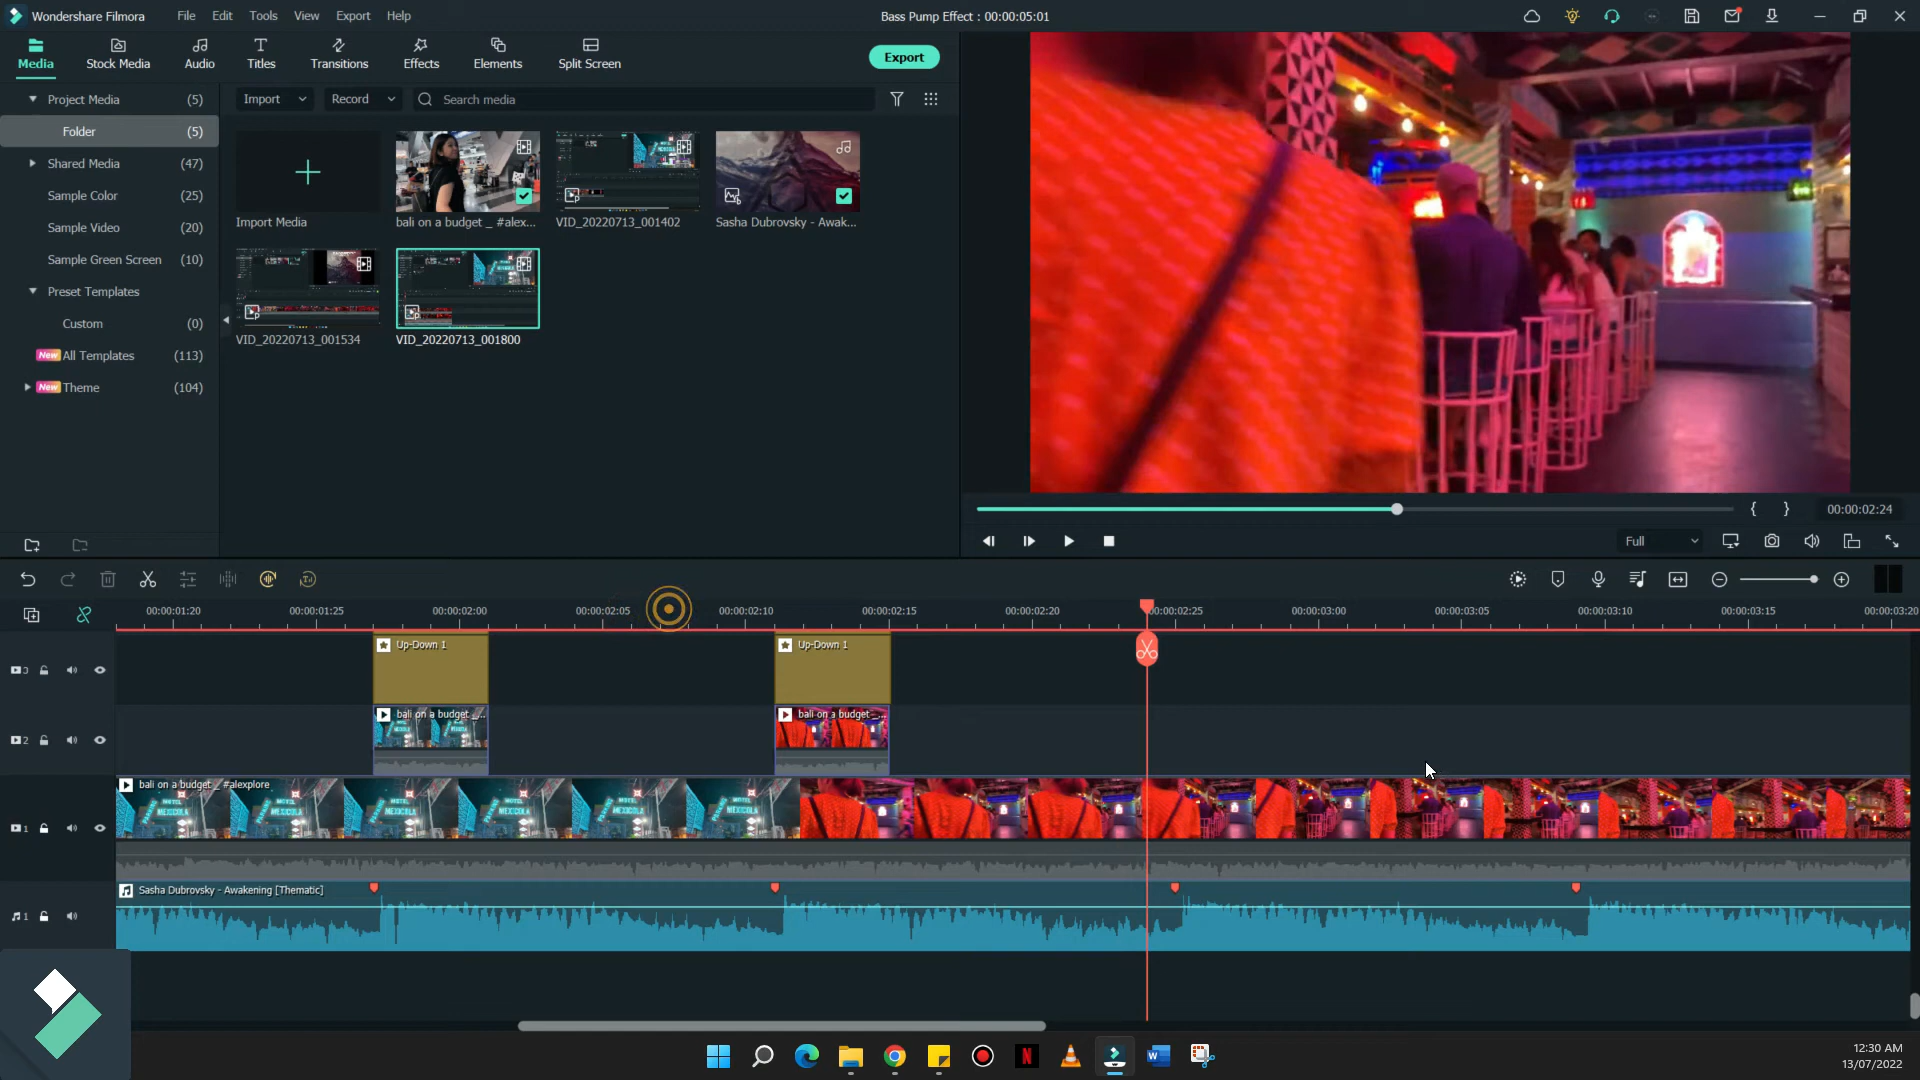 Wondershare Filmora File Edit Tools View Export Help
Bass Pump Effect : 00:00:05:01
Media Stock Media Audio Titles Transitions Effects Elements Split Screen
Export
Project Media (5)
Folder (5)
Shared Media (47)
Sample Color (25)
Sample Video (20)
Sample Green Screen (10)
Preset Templates
Custom (0)
New All Templates (113)
New Theme (104)
Import Record Search media
Import Media
bali on a budget _ #alex...
VID_20220713_001402
Sasha Dubrovsky - Awak...
VID_20220713_001534
VID_20220713_001800
00:00:02:24
Full
00:00:01:20 00:00:01:25 00:00:02:00 00:00:02:05 00:00:02:10 00:00:02:15 00:00:02:20 00:00:02:25 00:00:03:00 00:00:03:05 00:00:03:10 00:00:03:15 00:00:03:20
3
Up-Down 1
Up-Down 1
2
bali on a budget _...
bali on a budget _...
1
bali on a budget _ #alexplore
HOTEL MEXICOLA
1
Sasha Dubrovsky - Awakening [Thematic]
12:30 AM
13/07/2022